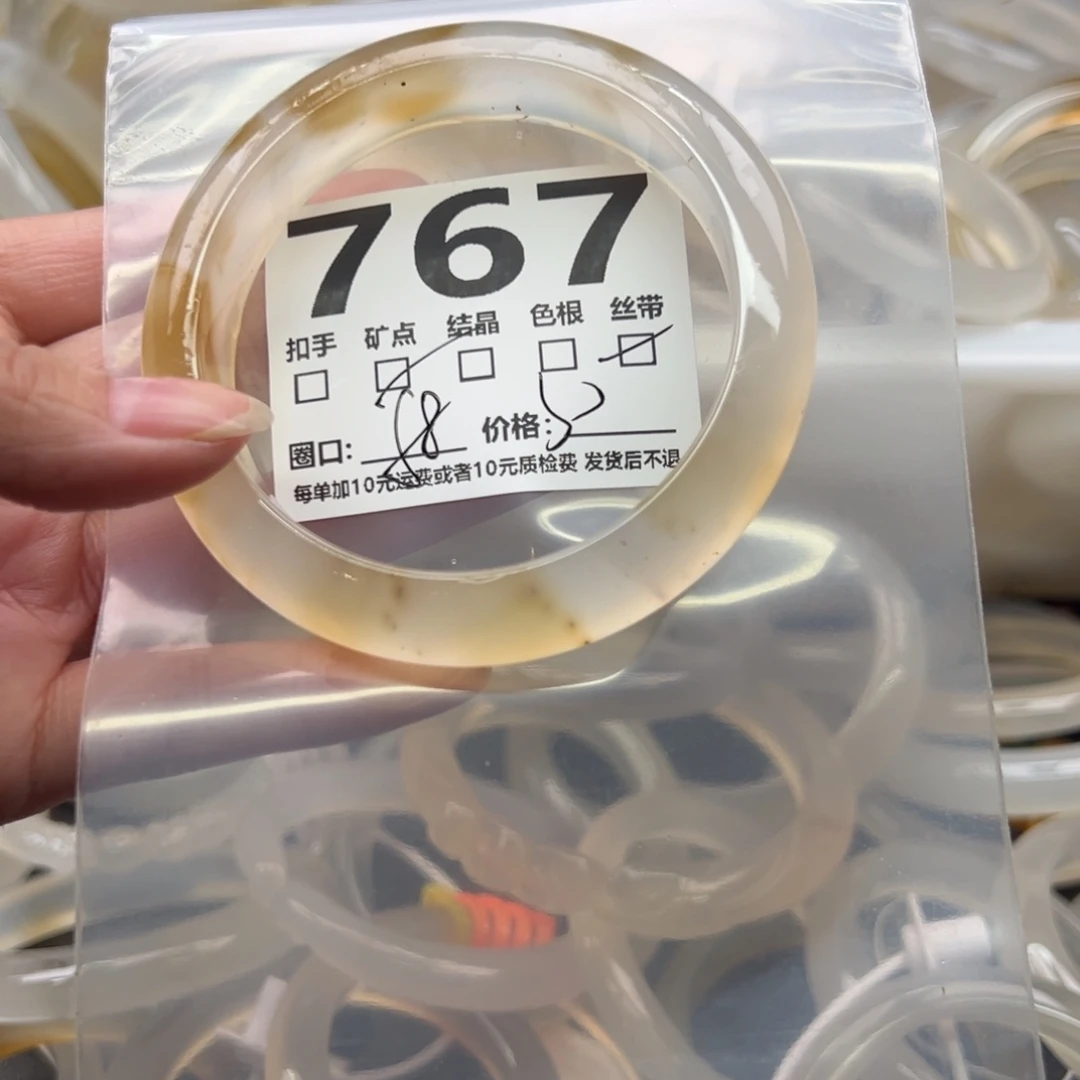 767
扣手 矿点 结晶 色根 丝带
圈口: 58 价格:
每单加10元运费或者10元质检费 发货后不退